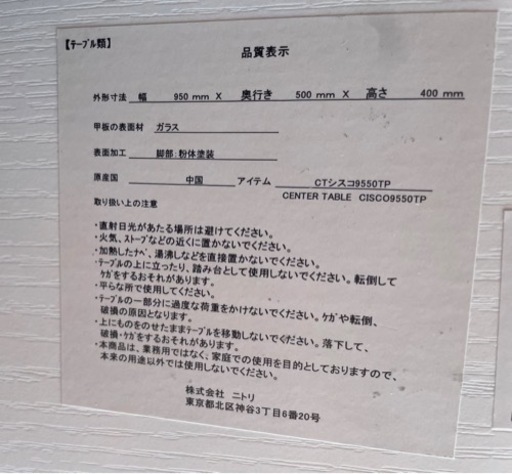 【テーブル類】
品質表示
外形寸法 幅 950 mm X 奥行き 500 mm X 高さ 400 mm
甲板の表面材 ガラス
表面加工 脚部:粉体塗装
原産国 中国 アイテム CTシスコ9550TP
CENTER TABLE CISCO9550TP
取り扱い上の注意
・直射日光があたる場所は避けてください。
・火気、ストーブなどの近くに置かないでください。
・加熱したナベ、湯沸しなどを直接置かないでください。
・テーブルの上に立ったり、踏み台として使用しないでください。転倒して
ケガをするおそれがあります。
・平らな所で使用してください。
・テーブルの一部分に過度な荷重をかけないでください。ケガや転倒、
破損の原因となります。
・上にものをのせたままテーブルを移動しないでください。落下して、
破損・ケガをするおそれがあります。
・本商品は、業務用ではなく、家庭での使用を目的としておりますので、
本来の用途以外では使用しないでください。
株式会社 ニトリ
東京都北区神谷3丁目6番20号